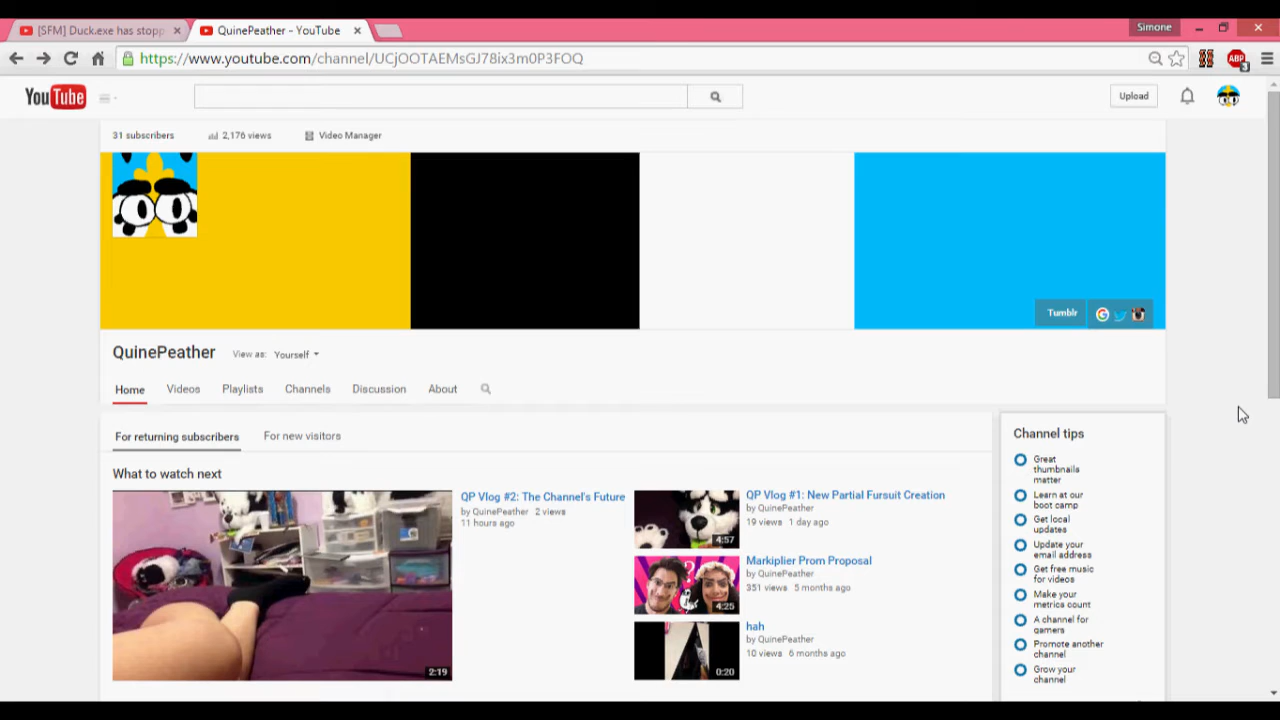 [SFM] Duck.exe has stopp
QuinePeather - YouTube
Simone
https://www.youtube.com/channel/UCjOOTAEMsGJ78ix3m0P3FOQ
ABP
3
YouTube
Upload
31 subscribers
2,176 views
Video Manager
Tumblr
QuinePeather
View as: Yourself
Home
Videos
Playlists
Channels
Discussion
About
For returning subscribers
For new visitors
What to watch next
2:19
QP Vlog #2: The Channel's Future
by QuinePeather 2 views
11 hours ago
4:57
QP Vlog #1: New Partial Fursuit Creation
by QuinePeather
19 views 1 day ago
4:25
Markiplier Prom Proposal
by QuinePeather
351 views 5 months ago
0:20
hah
by QuinePeather
10 views 6 months ago
Channel tips
Great
thumbnails
matter
Learn at our
boot camp
Get local
updates
Update your
email address
Get free music
for videos
Make your
metrics count
A channel for
gamers
Promote another
channel
Grow your
channel